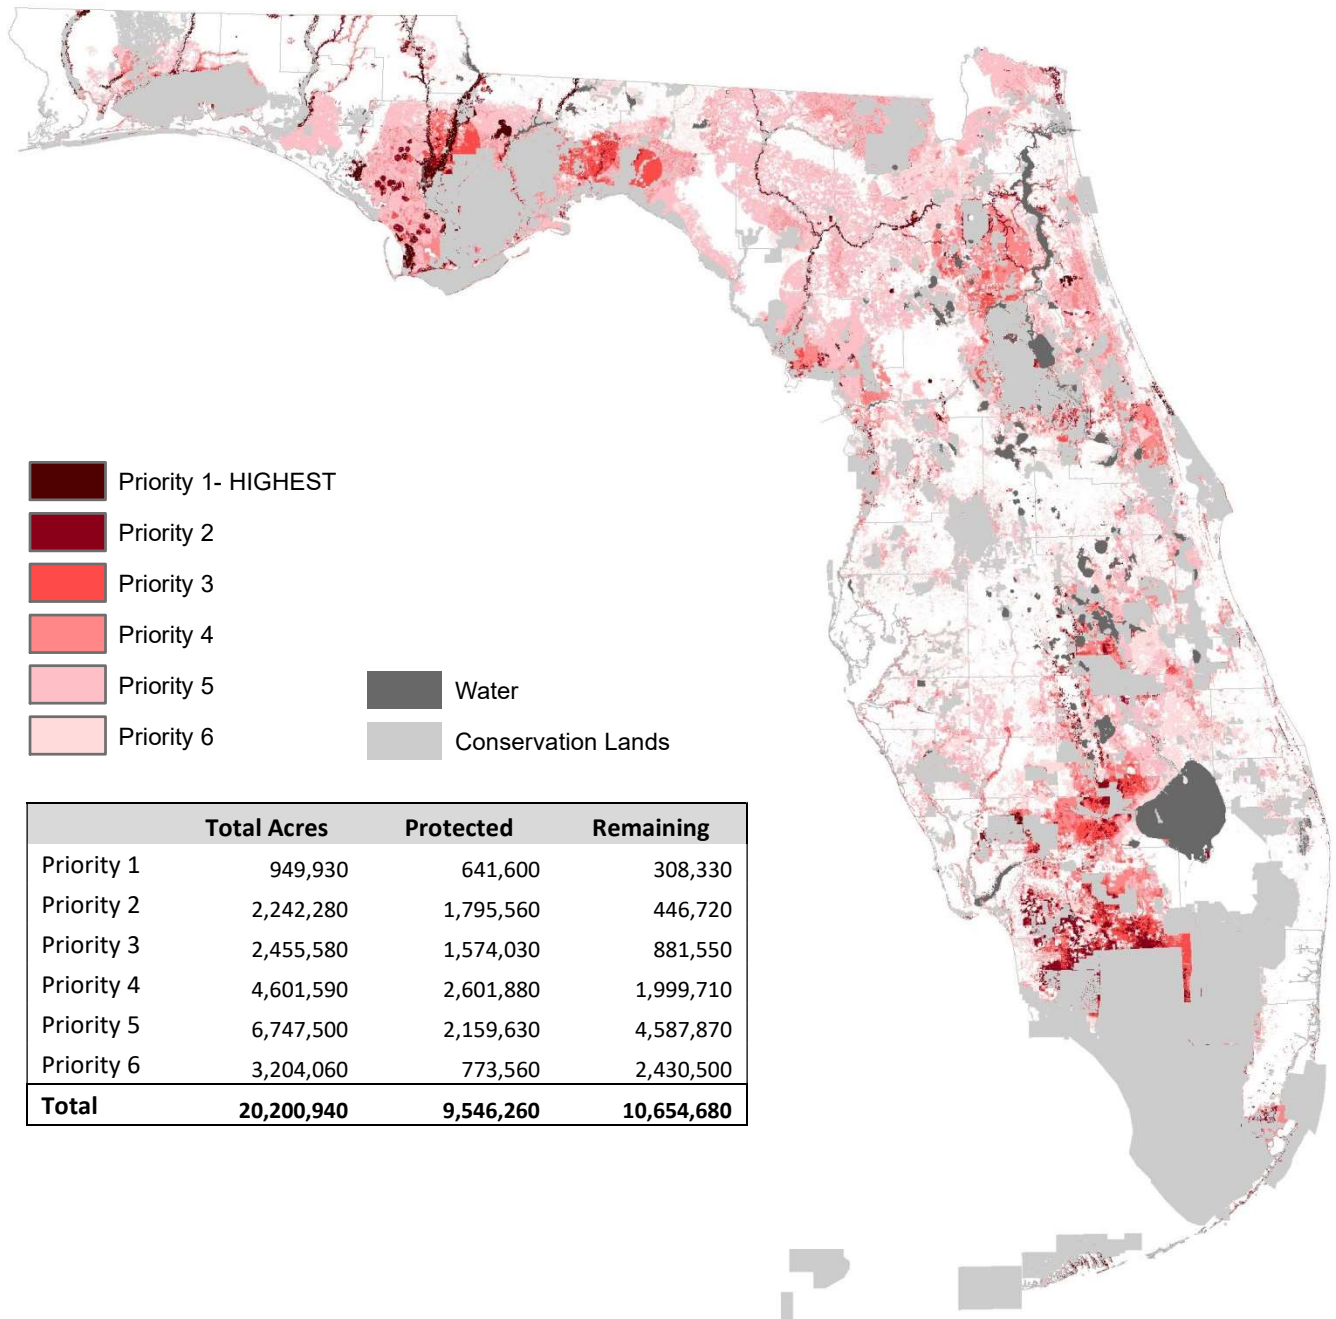 Priority 1- HIGHEST
Priority 2
Priority 3
Priority 4
Priority 5
Priority 6
Water
Conservation Lands
Total Acres Protected Remaining
Priority 1 949,930 641,600 308,330
Priority 2 2,242,280 1,795,560 446,720
Priority 3 2,455,580 1,574,030 881,550
Priority 4 4,601,590 2,601,880 1,999,710
Priority 5 6,747,500 2,159,630 4,587,870
Priority 6 3,204,060 773,560 2,430,500
Total 20,200,940 9,546,260 10,654,680